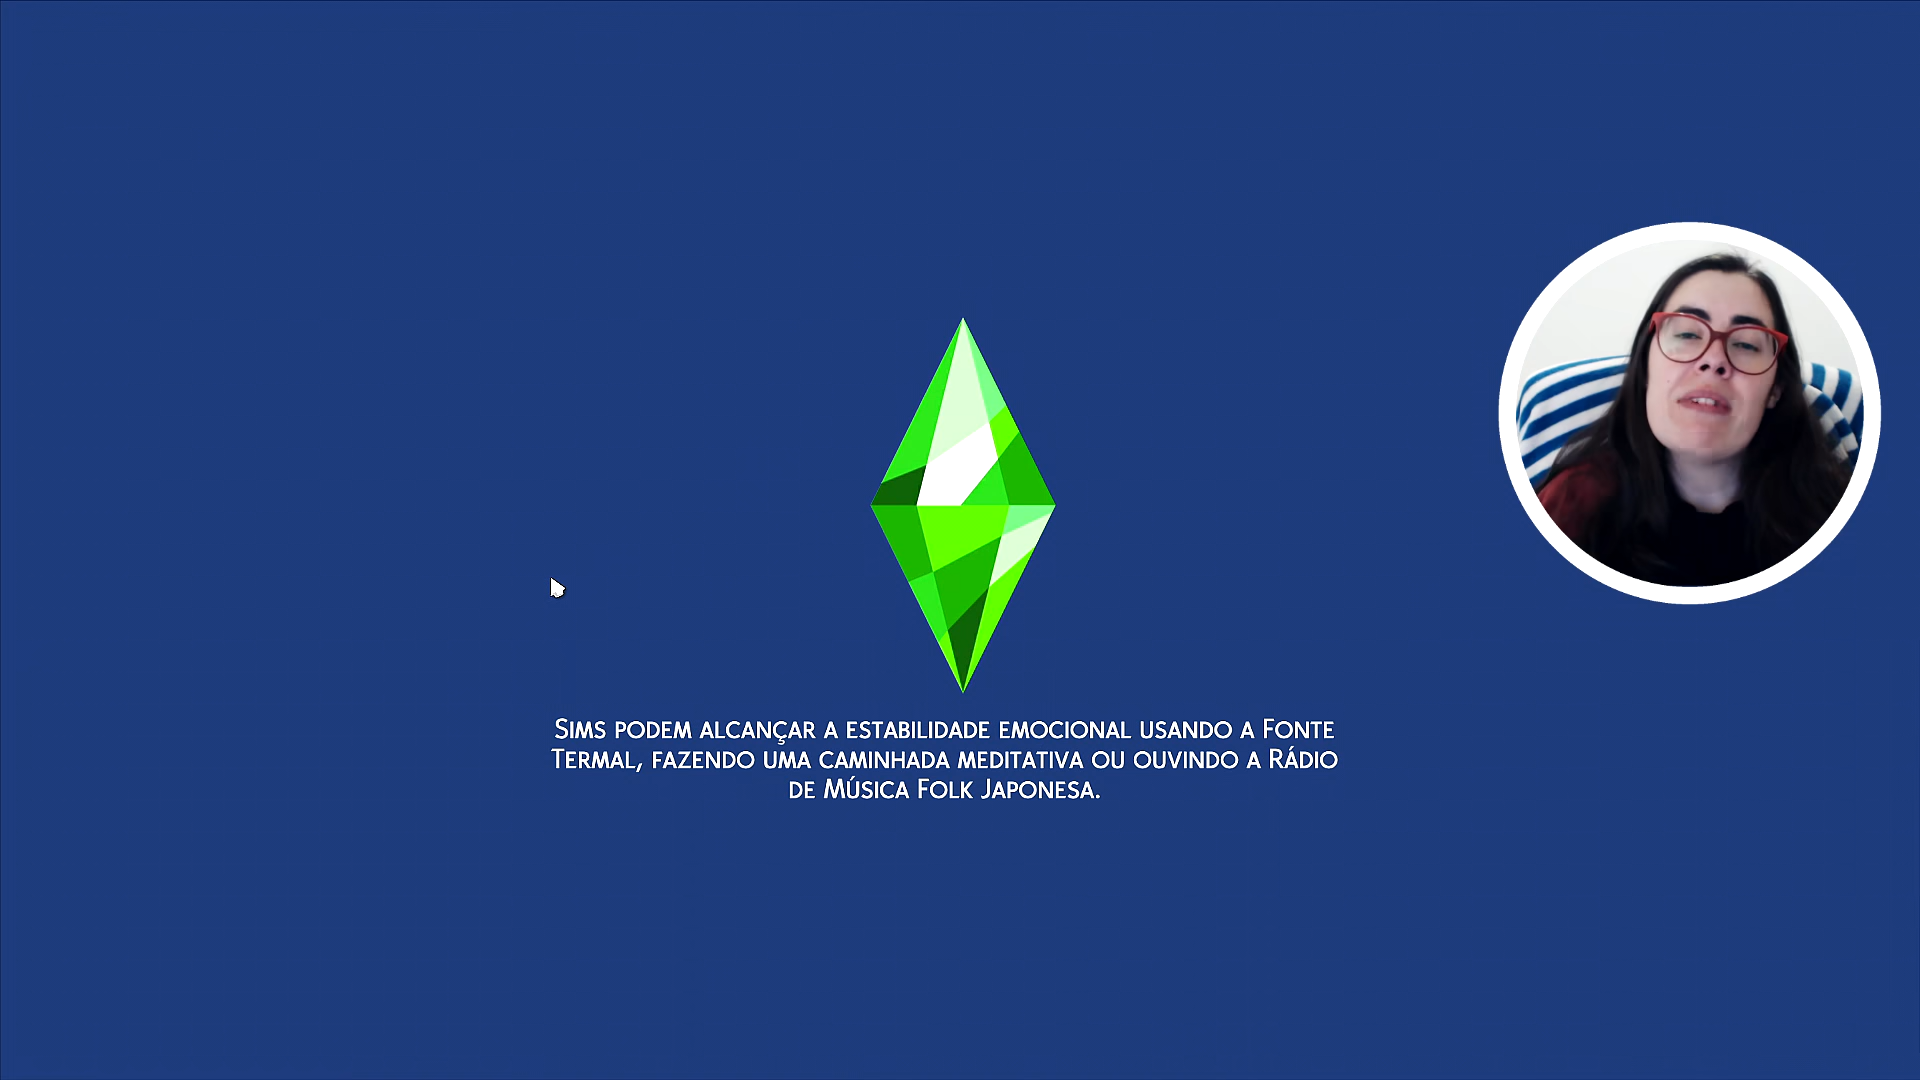 Sims podem alcançar a estabilidade emocional usando a Fonte
Termal, fazendo uma caminhada meditativa ou ouvindo a Rádio
de Música Folk Japonesa.